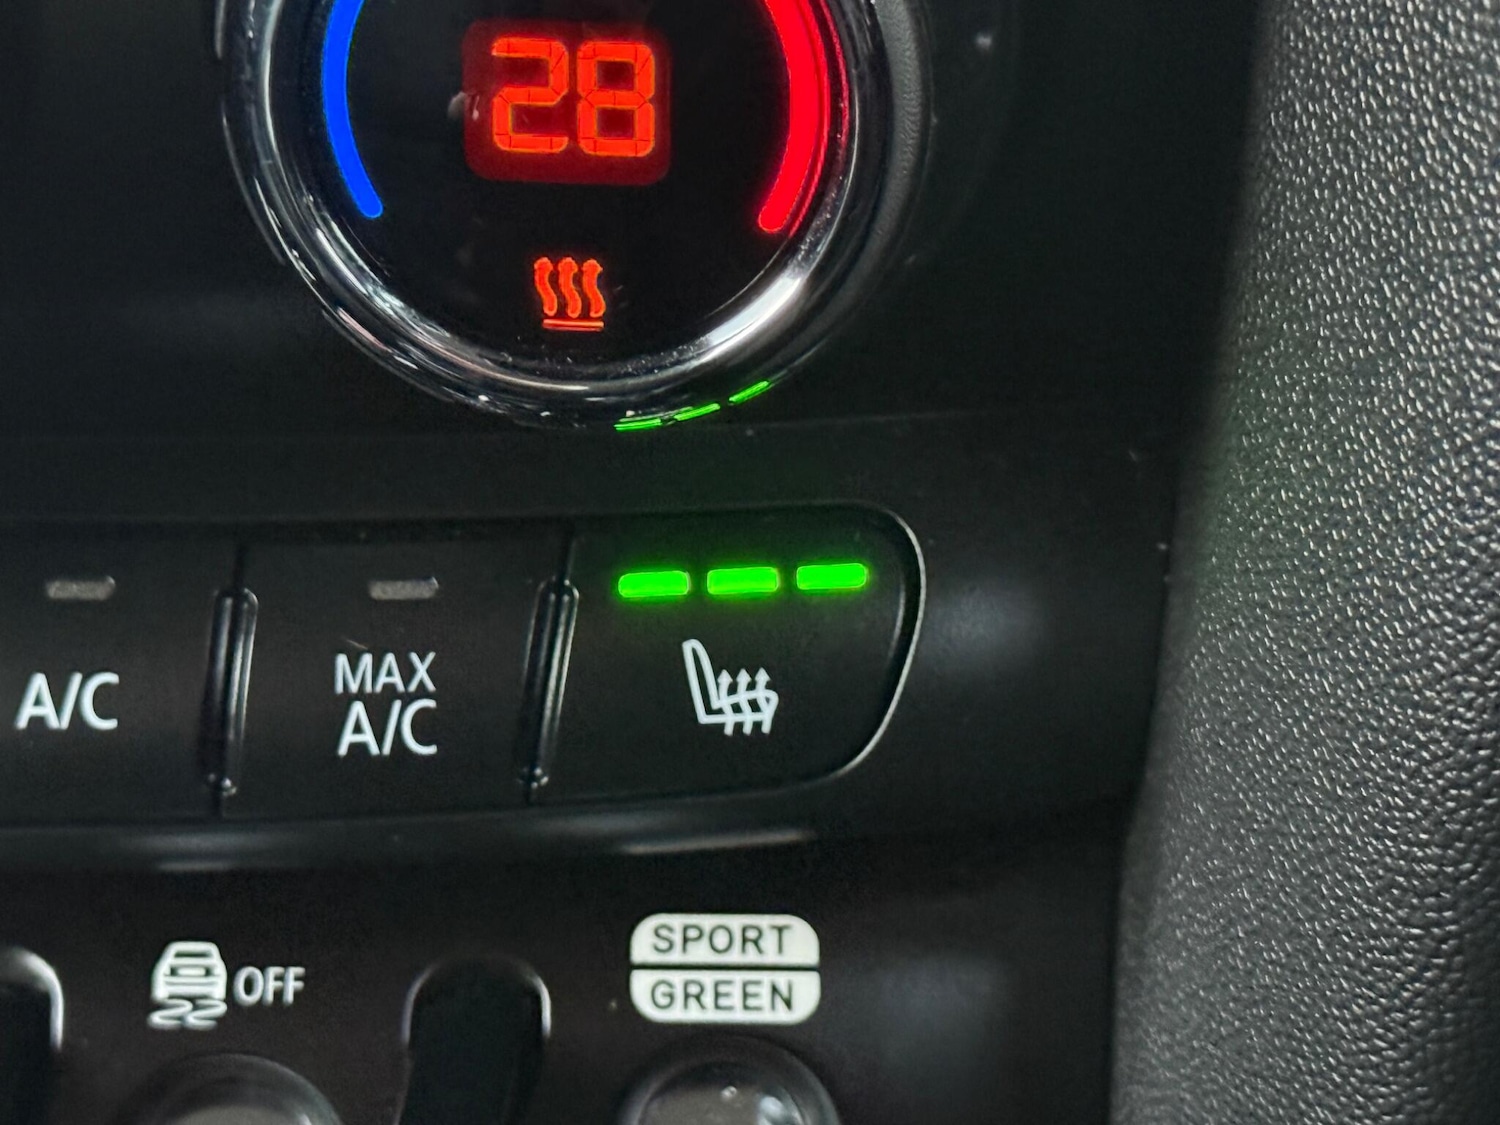 28
A/C
MAX
A/C
OFF
SPORT
GREEN